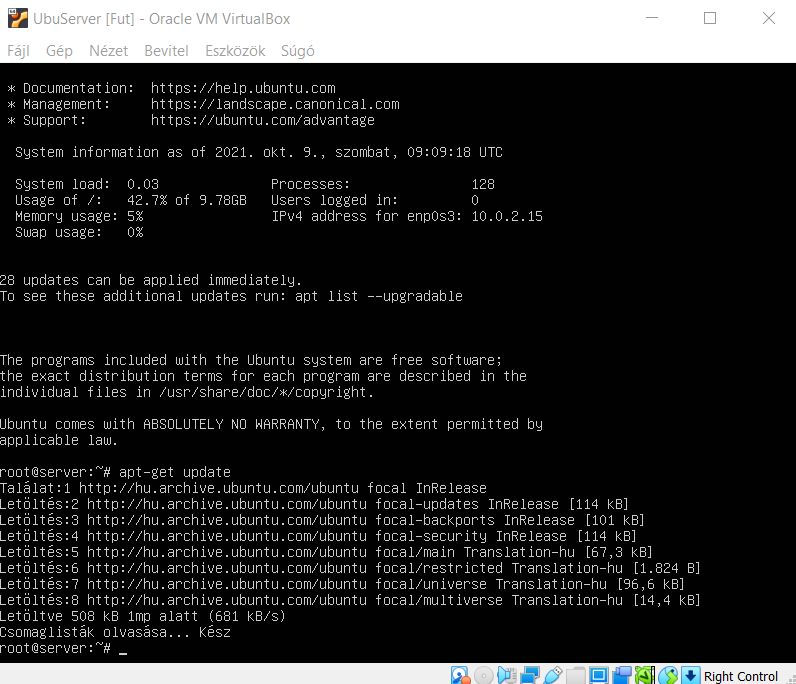 UbuServer [Fut] - Oracle VM VirtualBox
Fájl Gép Nézet Bevitel Eszközök Súgó
* Documentation: https://help.ubuntu.com
* Management: https://landscape.canonical.com
* Support: https://ubuntu.com/advantage
System information as of 2021. okt. 9., szombat, 09:09:18 UTC
System load: 0.03 Processes: 128
Usage of /: 42.7% of 9.78GB Users logged in: 0
Memory usage: 5% IPv4 address for enp0s3: 10.0.2.15
Swap usage: 0%
28 updates can be applied immediately.
To see these additional updates run: apt list --upgradable
The programs included with the Ubuntu system are free software;
the exact distribution terms for each program are described in the
individual files in /usr/share/doc/*/copyright.
Ubuntu comes with ABSOLUTELY NO WARRANTY, to the extent permitted by
applicable law.
root@server:~# apt-get update
Találat:1 http://hu.archive.ubuntu.com/ubuntu focal InRelease
Letöltés:2 http://hu.archive.ubuntu.com/ubuntu focal-updates InRelease [114 kB]
Letöltés:3 http://hu.archive.ubuntu.com/ubuntu focal-backports InRelease [101 kB]
Letöltés:4 http://hu.archive.ubuntu.com/ubuntu focal-security InRelease [114 kB]
Letöltés:5 http://hu.archive.ubuntu.com/ubuntu focal/main Translation-hu [67,3 kB]
Letöltés:6 http://hu.archive.ubuntu.com/ubuntu focal/restricted Translation-hu [1.824 B]
Letöltés:7 http://hu.archive.ubuntu.com/ubuntu focal/universe Translation-hu [96,6 kB]
Letöltés:8 http://hu.archive.ubuntu.com/ubuntu focal/multiverse Translation-hu [14,4 kB]
Letöltve 508 kB 1mp alatt (681 kB/s)
Csomaglisták olvasása... Kész
root@server:~# _
Right Control